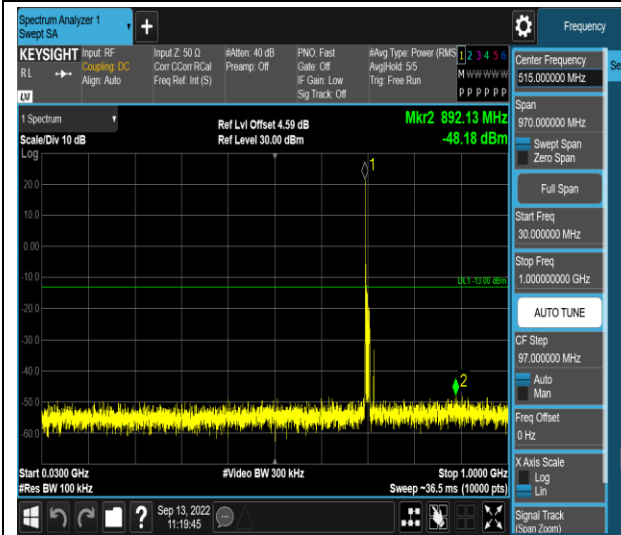 Spectrum Analyzer 1
Swept SA
Frequency
KEYSIGHT
RL
LXI
Input: RF
Coupling: DC
Align: Auto
Input Z: 50 Ω
Corr CCorr RCal
Freq Ref: Int (S)
#Atten: 40 dB
Preamp: Off
PNO: Fast
Gate: Off
IF Gain: Low
Sig Track: Off
#Avg Type: Power (RMS
Avg|Hold: 5/5
Trig: Free Run
1 2 3 4 5 6
M W W W W W
P P P P P P
1 Spectrum
Scale/Div 10 dB
Log
Ref Lvl Offset 4.59 dB
Ref Level 30.00 dBm
Mkr2 892.13 MHz
-48.18 dBm
1
20.0
10.0
0.00
-10.0
DL1 -13.00 dBm
-20.0
-30.0
-40.0
2
-50.0
-60.0
Start 0.0300 GHz
#Res BW 100 kHz
#Video BW 300 kHz
Stop 1.0000 GHz
Sweep ~36.5 ms (10000 pts)
?
Sep 13, 2022
11:19:45
Center Frequency
515.000000 MHz
Se
Span
970.000000 MHz
Swept Span
Zero Span
Full Span
Start Freq
30.000000 MHz
Stop Freq
1.000000000 GHz
AUTO TUNE
CF Step
97.000000 MHz
Auto
Man
Freq Offset
0 Hz
X Axis Scale
Log
Lin
Signal Track
(Span Zoom)